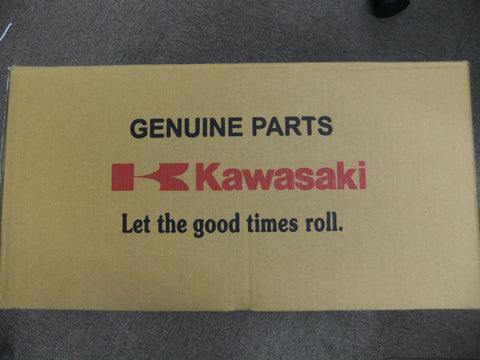 GENUINE PARTS
Kawasaki
Let the good times roll.